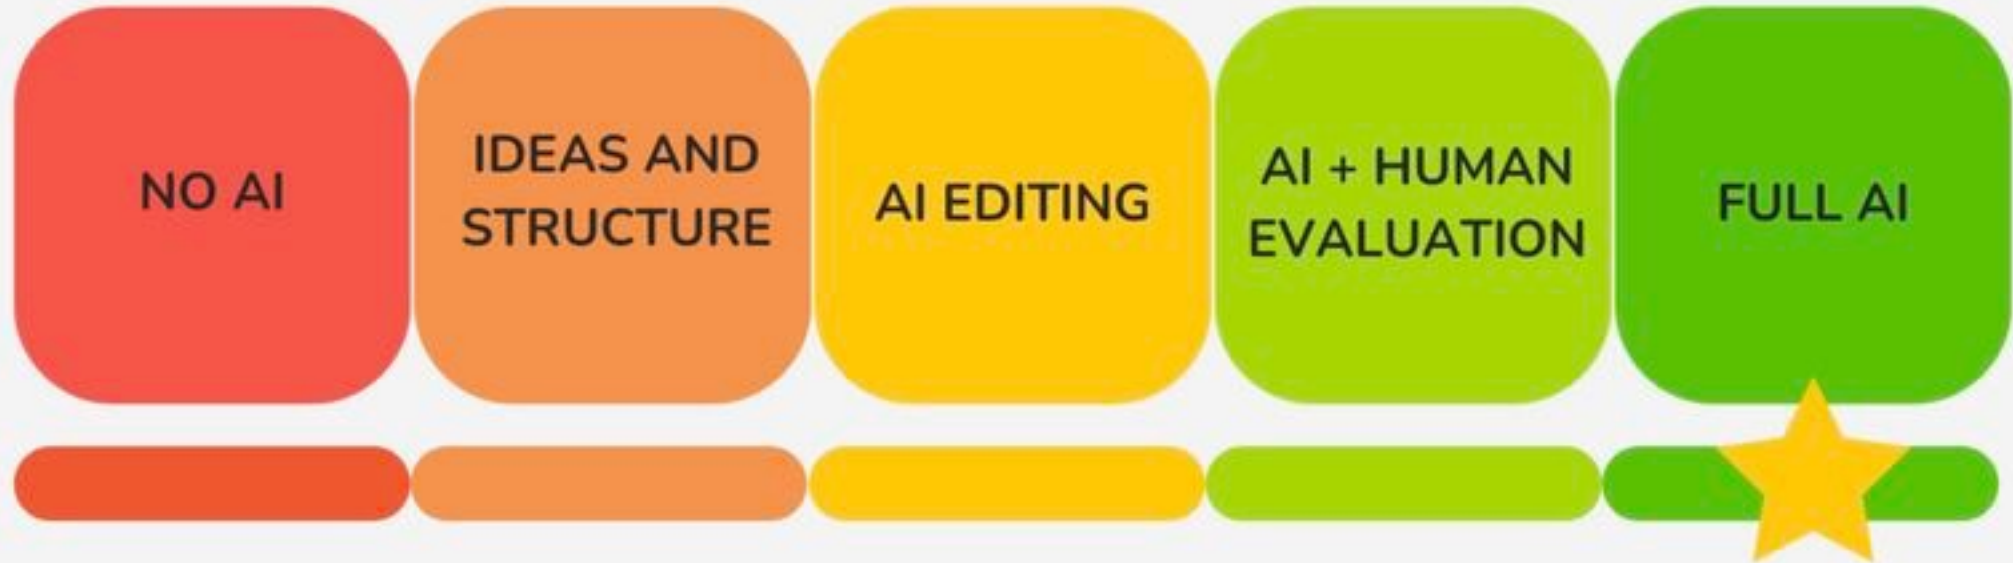 NO AI
IDEAS AND
STRUCTURE
AI EDITING
AI + HUMAN
EVALUATION
FULL AI